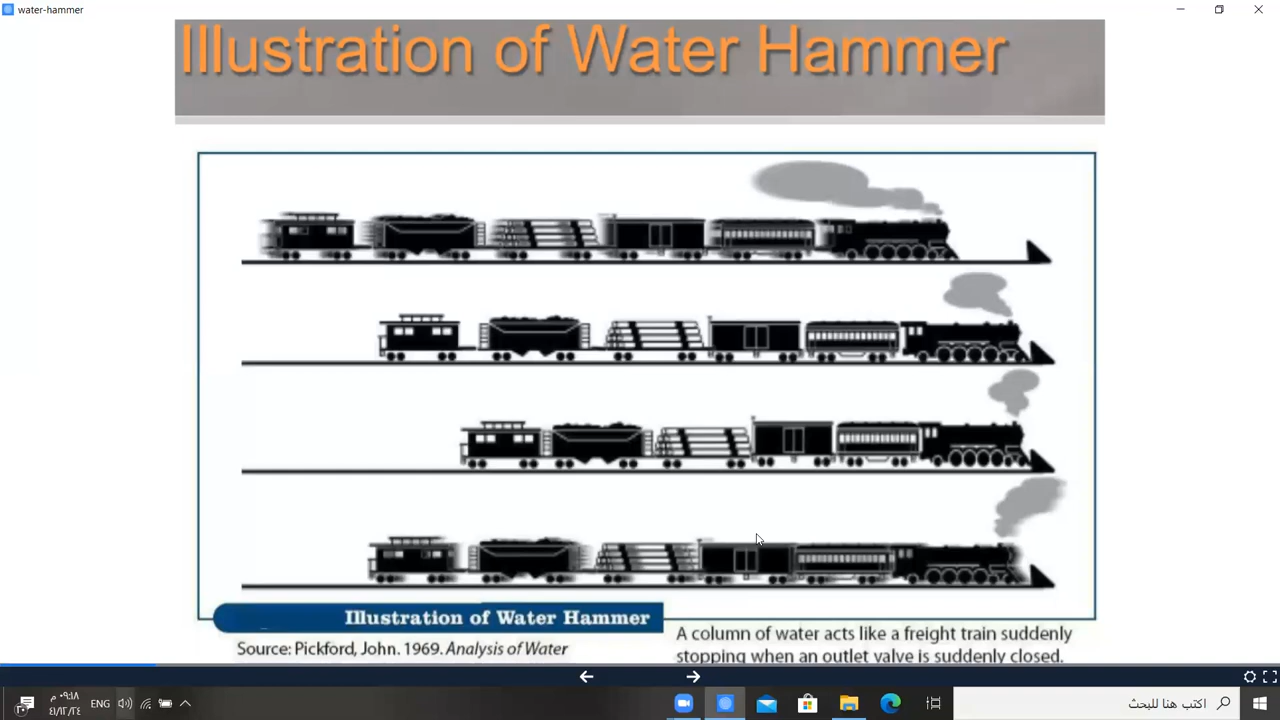 water-hammer
Illustration of Water Hammer
Illustration of Water Hammer
Source: Pickford, John. 1969. Analysis of Water
A column of water acts like a freight train suddenly
stopping when an outlet valve is suddenly closed.
ENG
اكتب هنا للبحث